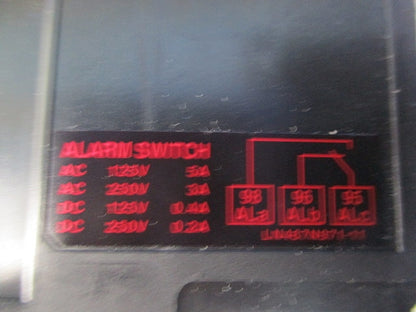 ALARM SWITCH
AC 125V 5A
AC 250V 3A
DC 125V 0.4A
DC 250V 0.2A
98 96 95
ALa ALb ALc